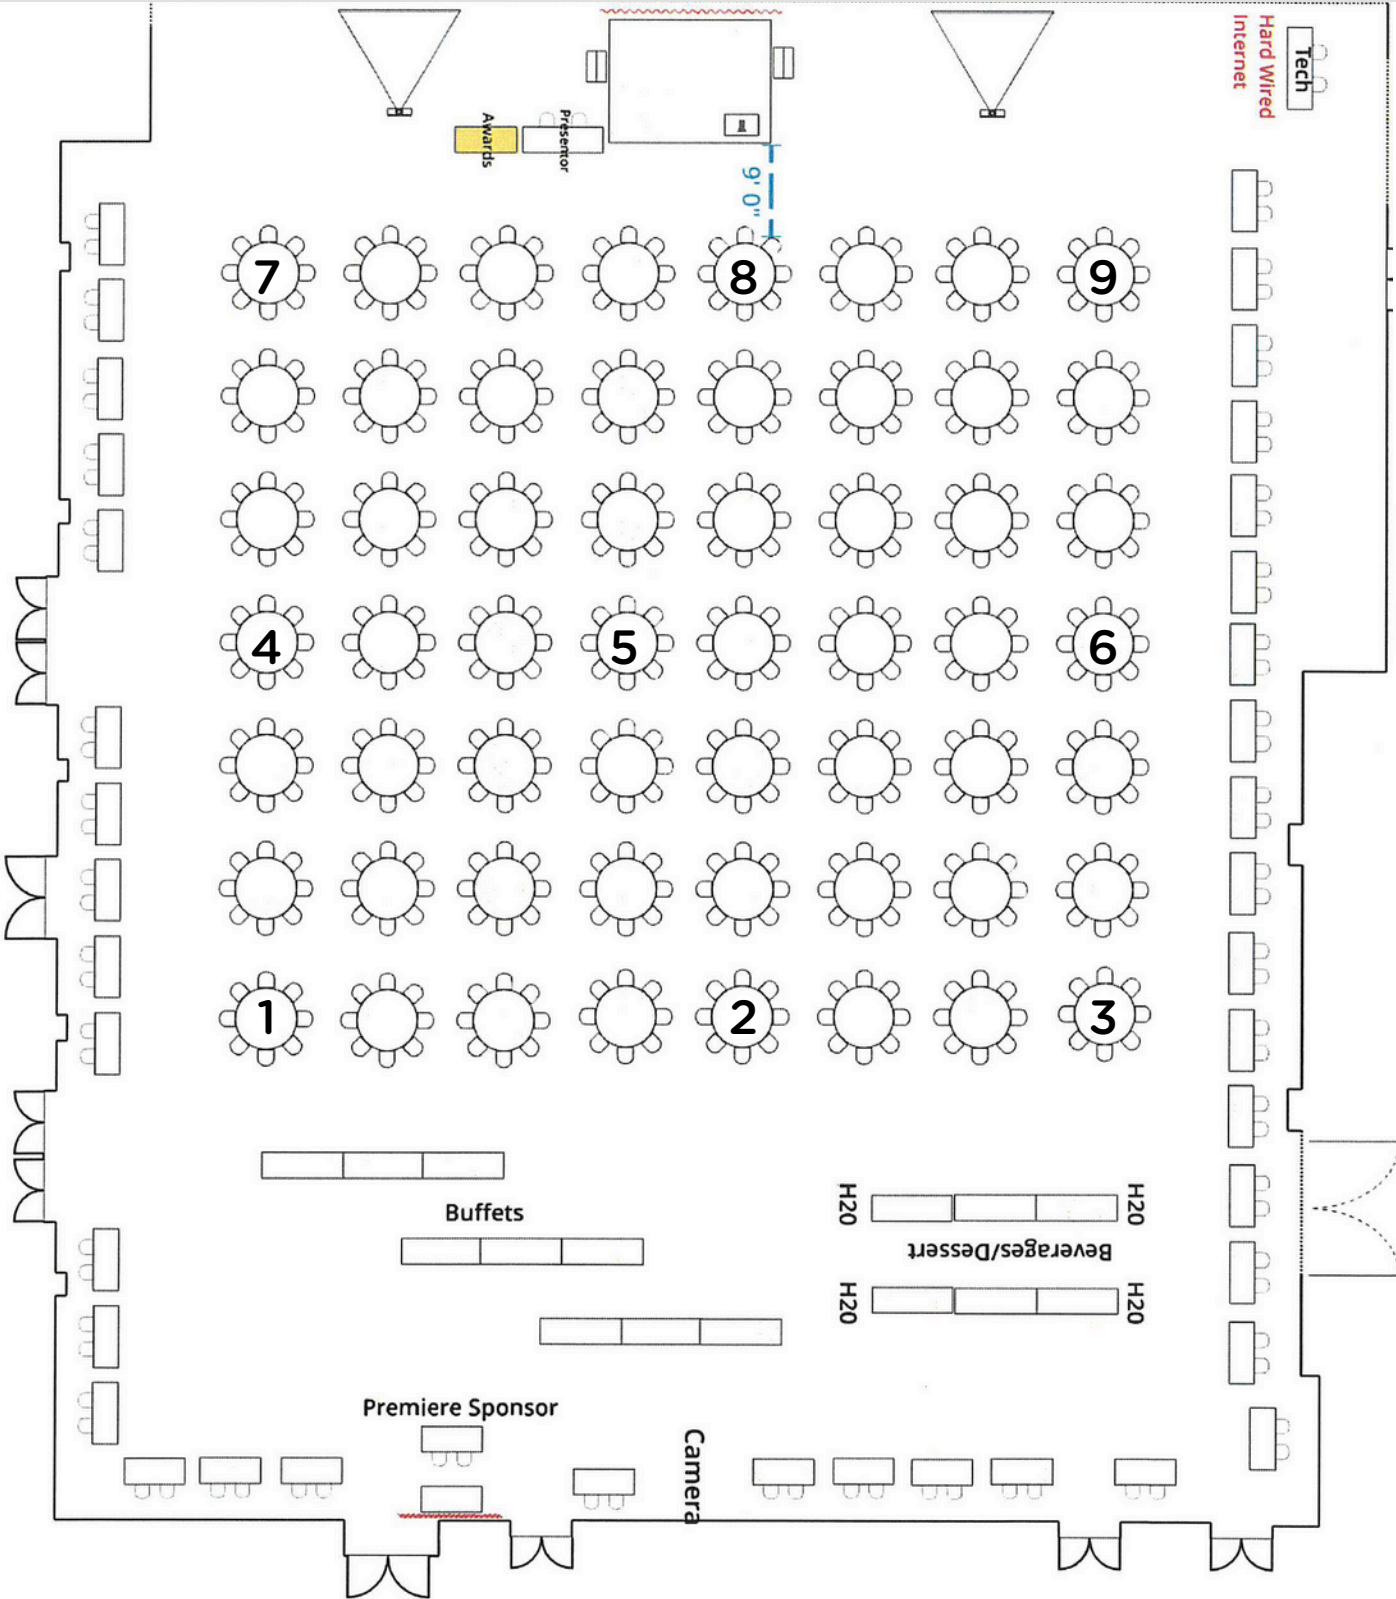 Hard Wired
Internet
Tech
Awards
Presentor
9' 0"
7
8
9
4
5
6
1
2
3
Buffets
H20
H20
Beverages/Dessert
H20
H20
Premiere Sponsor
Camera